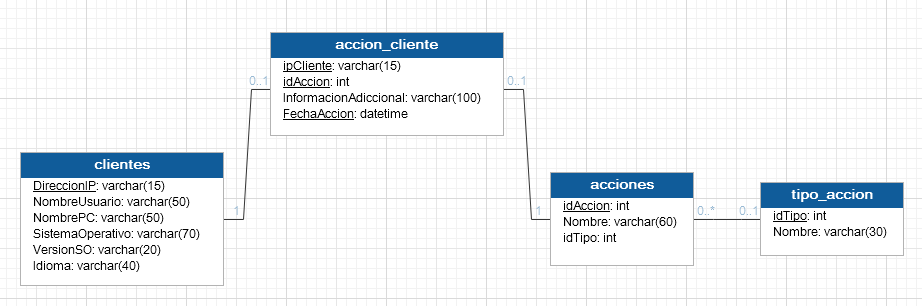 accion_cliente
ipCliente: varchar(15)
idAccion: int
InformacionAdiccional: varchar(100)
FechaAccion: datetime
0..1
0..1
clientes
DireccionIP: varchar(15)
NombreUsuario: varchar(50)
NombrePC: varchar(50)
SistemaOperativo: varchar(70)
VersionSO: varchar(20)
Idioma: varchar(40)
1
1
acciones
idAccion: int
Nombre: varchar(60)
idTipo: int
0..*
0..1
tipo_accion
idTipo: int
Nombre: varchar(30)